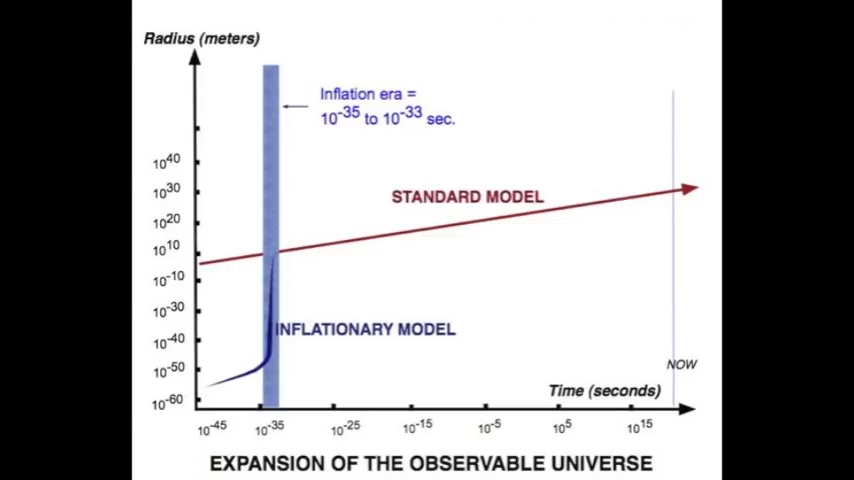 Radius (meters)
Inflation era =
10^-35 to 10^-33 sec.
10^40
10^30
10^20
10^10
10^-10
10^-30
10^-40
10^-50
10^-60
STANDARD MODEL
INFLATIONARY MODEL
NOW
Time (seconds)
10^-45 10^-35 10^-25 10^-15 10^-5 10^5 10^15
EXPANSION OF THE OBSERVABLE UNIVERSE